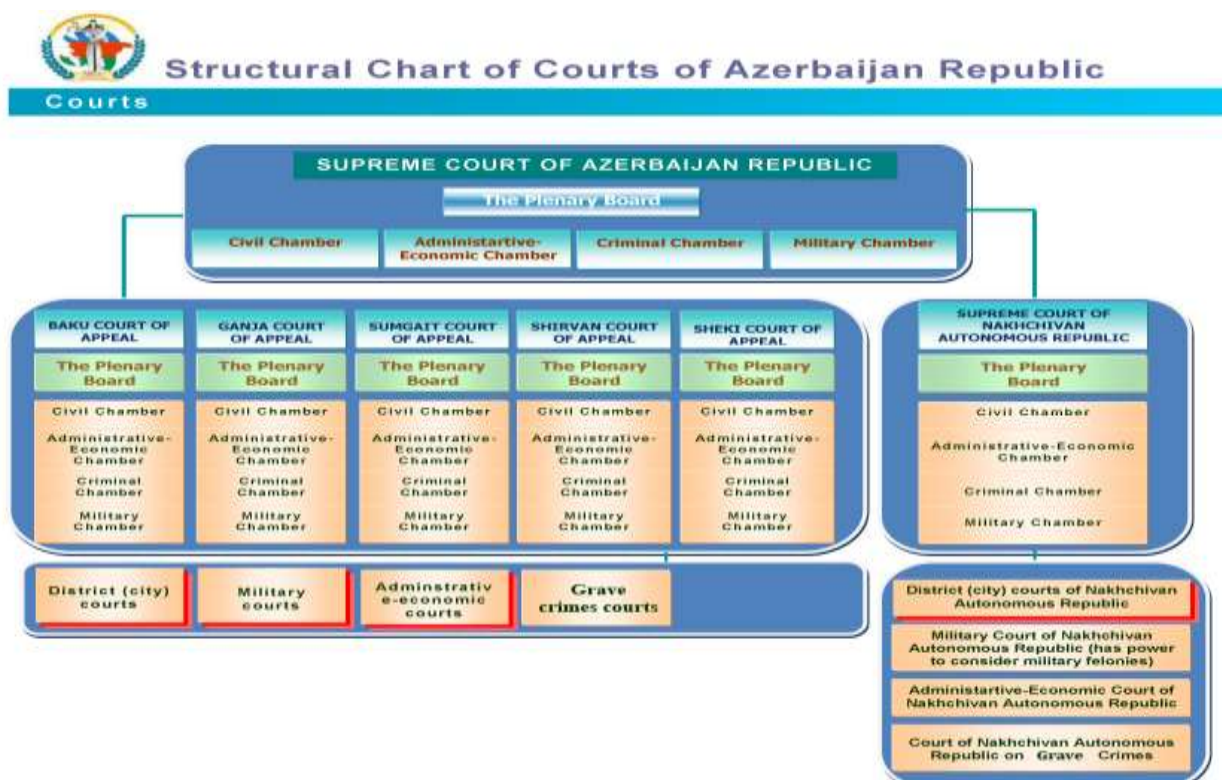 Structural Chart of Courts of Azerbaijan Republic
Courts
SUPREME COURT OF AZERBAIJAN REPUBLIC
The Plenary Board
Civil Chamber
Administartive-
Economic Chamber
Criminal Chamber
Military Chamber
BAKU COURT OF
APPEAL
The Plenary
Board
Civil Chamber
Administrative-
Economic
Chamber
Criminal
Chamber
Military
Chamber
GANJA COURT
OF APPEAL
The Plenary
Board
Civil Chamber
Administrative-
Economic
Chamber
Criminal
Chamber
Military
Chamber
SUMGAIT COURT
OF APPEAL
The Plenary
Board
Civil Chamber
Administrative-
Economic
Chamber
Criminal
Chamber
Military
Chamber
SHIRVAN COURT
OF APPEAL
The Plenary
Board
Civil Chamber
Administrative-
Economic
Chamber
Criminal
Chamber
Military
Chamber
SHEKI COURT OF
APPEAL
The Plenary
Board
Civil Chamber
Administrative-
Economic
Chamber
Criminal
Chamber
Military
Chamber
SUPREME COURT OF
NAKHCHIVAN
AUTONOMOUS REPUBLIC
The Plenary
Board
Civil Chamber
Administrative-Economic
Chamber
Criminal Chamber
Military Chamber
District (city)
courts
Military
courts
Adminstrativ
e-economic
courts
Grave
crimes courts
District (city) courts of Nakhchivan
Autonomous Republic
Military Court of Nakhchivan
Autonomous Republic (has power
to consider military felonies)
Administartive-Economic Court of
Nakhchivan Autonomous Republic
Court of Nakhchivan Autonomous
Republic on Grave Crimes